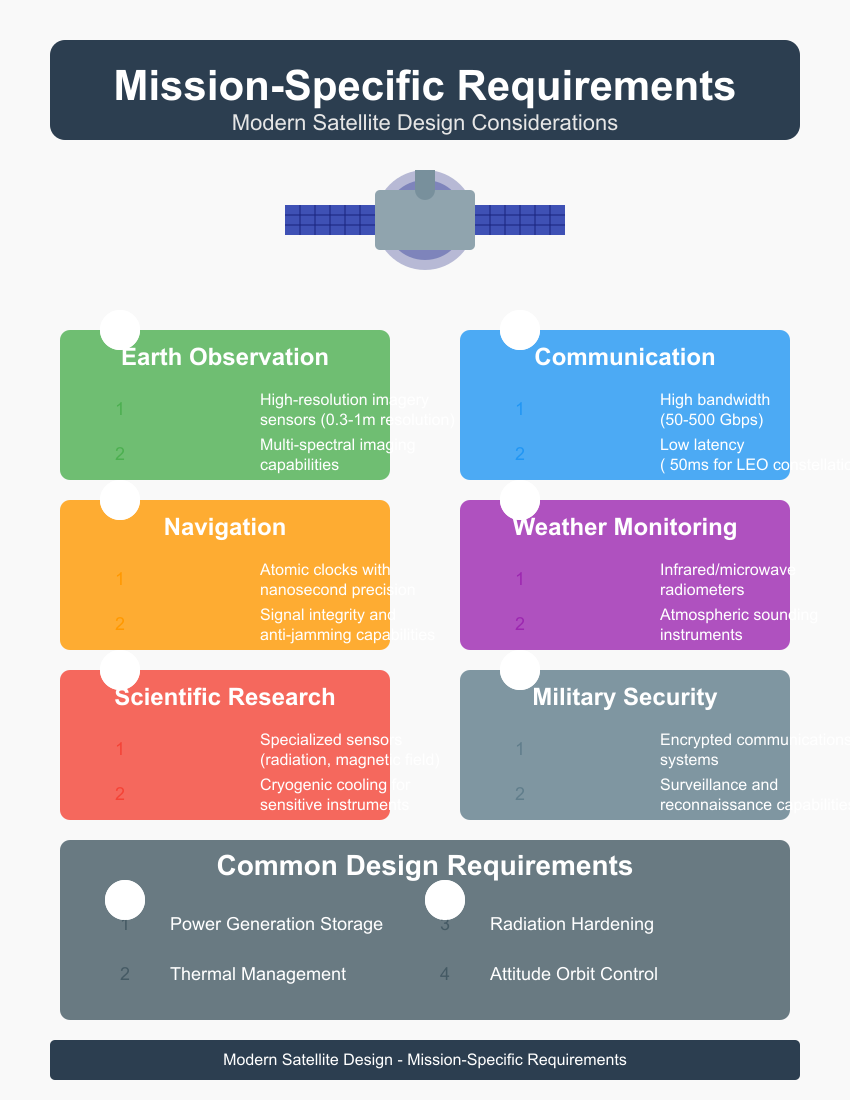 Mission-Specific Requirements
Modern Satellite Design Considerations
Earth Observation
1
High-resolution imagery
sensors (0.3-1m resolution)
2
Multi-spectral imaging
capabilities
Communication
1
High bandwidth
(50-500 Gbps)
2
Low latency
( 50ms for LEO
Navigation
1
Atomic clocks with
nanosecond precision
2
Signal integrity and
anti-jamming capabilities
Weather Monitoring
1
Infrared/microwave
radiometers
2
Atmospheric sounding
instruments
Scientific Research
1
Specialized sensors
(radiation, magnetic field)
2
Cryogenic cooling for
sensitive instruments
Military Security
1
Encrypted communications
systems
2
Surveillance and
reconnaissance capabilities
Common Design Requirements
1
Power Generation Storage
2
Thermal Management
3
Radiation Hardening
4
Attitude Orbit Control
Modern Satellite Design - Mission-Specific Requirements